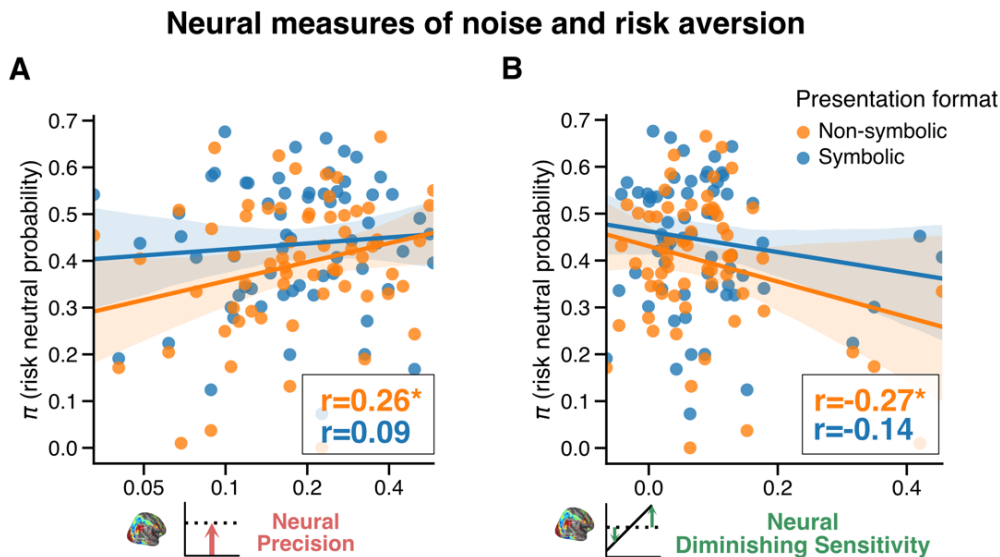 Neural measures of noise and risk aversion
A
B
Presentation format
Non-symbolic
Symbolic
π (risk neutral probability)
0.7
0.6
0.5
0.4
0.3
0.2
0.1
0.0
r=0.26*
r=0.09
0.05
0.1
0.2
0.4
Neural
Precision
π (risk neutral probability)
0.7
0.6
0.5
0.4
0.3
0.2
0.1
0.0
r=-0.27*
r=-0.14
0.0
0.2
0.4
Neural
Diminishing Sensitivity